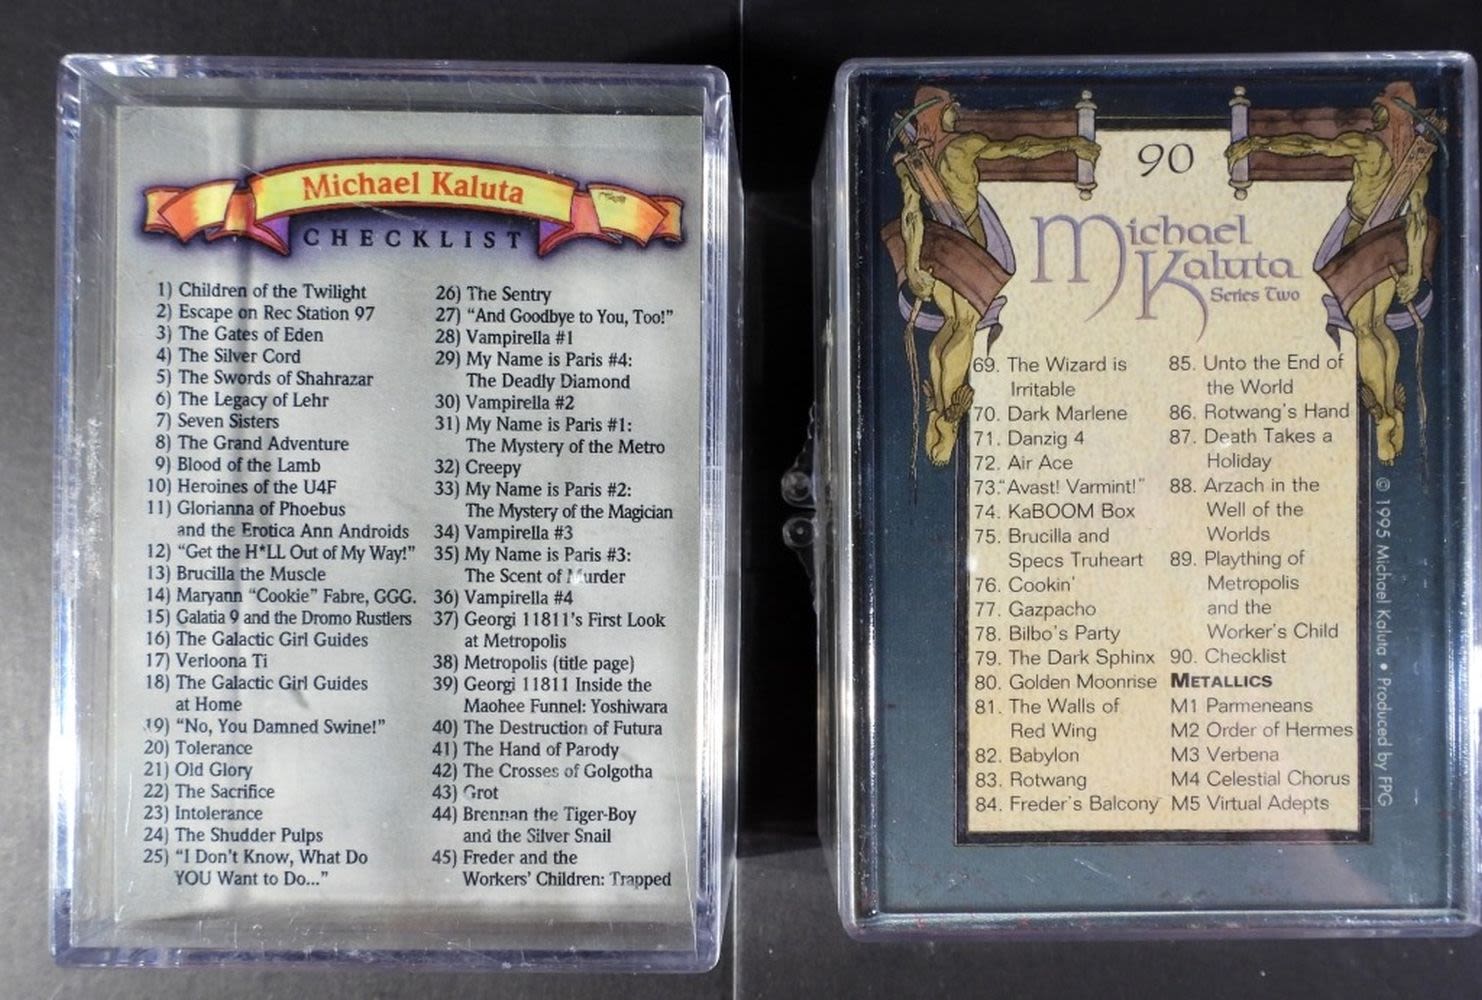 Michael Kaluta
CHECKLIST
1) Children of the Twilight
2) Escape on Rec Station 97
3) The Gates of Eden
4) The Silver Cord
5) The Swords of Shahrazar
6) The Legacy of Lehr
7) Seven Sisters
8) The Grand Adventure
9) Blood of the Lamb
10) Heroines of the U4F
11) Glorianna of Phoebus
and the Erotica Ann Androids
12) “Get the H*LL Out of My Way!”
13) Brucilla the Muscle
14) Maryann “Cookie” Fabre, GGG.
15) Galatia 9 and the Dromo Rustlers
16) The Galactic Girl Guides
17) Verloona Ti
18) The Galactic Girl Guides
at Home
19) “No, You Damned Swine!”
20) Tolerance
21) Old Glory
22) The Sacrifice
23) Intolerance
24) The Shudder Pulps
25) “I Don't Know, What Do
YOU Want to Do...”
26) The Sentry
27) “And Goodbye to You, Too!”
28) Vampirella #1
29) My Name is Paris #4:
The Deadly Diamond
30) Vampirella #2
31) My Name is Paris #1:
The Mystery of the Metro
32) Creepy
33) My Name is Paris #2:
The Mystery of the Magician
34) Vampirella #3
35) My Name is Paris #3:
The Scent of Murder
36) Vampirella #4
37) Georgi 11811's First Look
at Metropolis
38) Metropolis (title page)
39) Georgi 11811 Inside the
Maohee Funnel: Yoshiwara
40) The Destruction of Futura
41) The Hand of Parody
42) The Crosses of Golgotha
43) Grot
44) Brennan the Tiger-Boy
and the Silver Snail
45) Freder and the
Workers' Children: Trapped
90
Michael
Kaluta
Series Two
69. The Wizard is
Irritable
70. Dark Marlene
71. Danzig 4
72. Air Ace
73. “Avast! Varmint!”
74. KaBOOM Box
75. Brucilla and
Specs Truheart
76. Cookin'
77. Gazpacho
78. Bilbo's Party
79. The Dark Sphinx
80. Golden Moonrise
81. The Walls of
Red Wing
82. Babylon
83. Rotwang
84. Freder's Balcony
85. Unto the End of
the World
86. Rotwang's Hand
87. Death Takes a
Holiday
88. Arzach in the
Well of the
Worlds
89. Plaything of
Metropolis
and the
Worker's Child
90. Checklist
METALLICS
M1 Parmeneans
M2 Order of Hermes
M3 Verbena
M4 Celestial Chorus
M5 Virtual Adepts
© 1995 Michael Kaluta • Produced by FPG